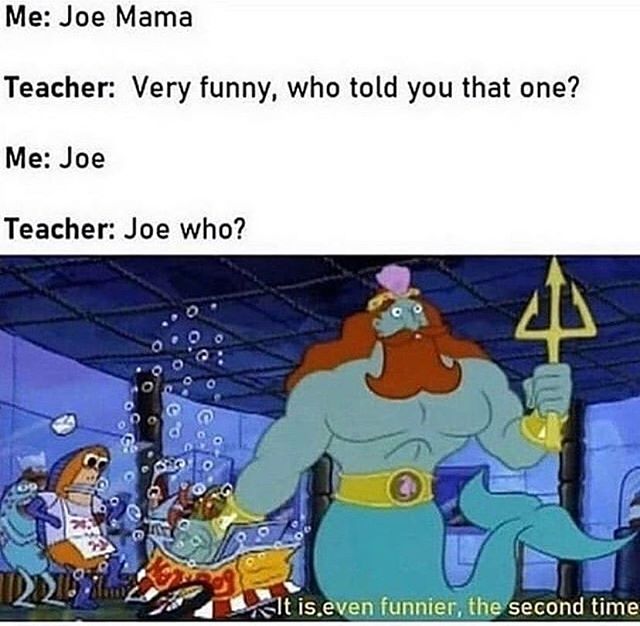 Me: Joe Mama
Teacher: Very funny, who told you that one?
Me: Joe
Teacher: Joe who?
It is even funnier, the second time